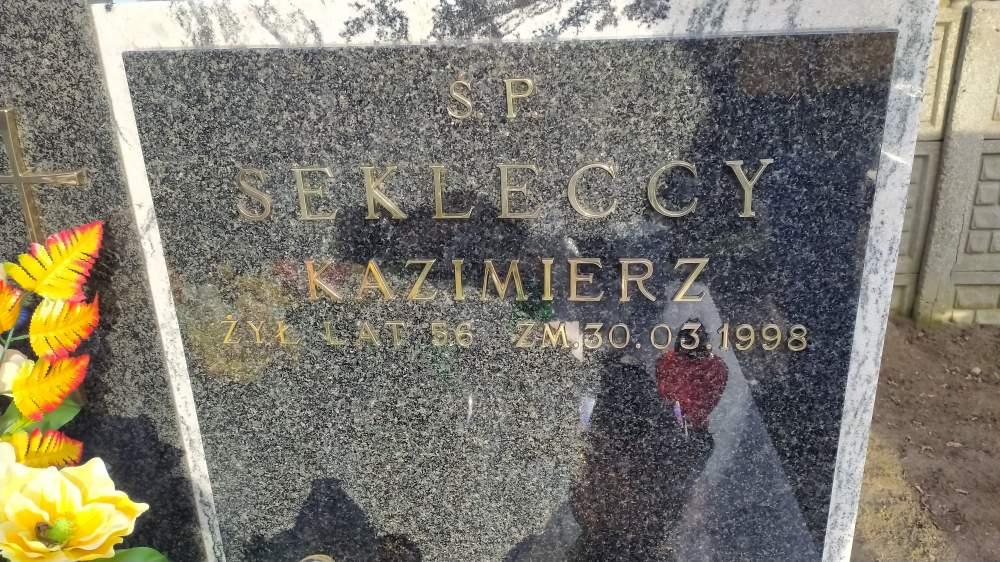 Ś P.
SEKLECCY
KAZIMIERZ
ŻYŁ LAT 56 ZM.30.03.1998